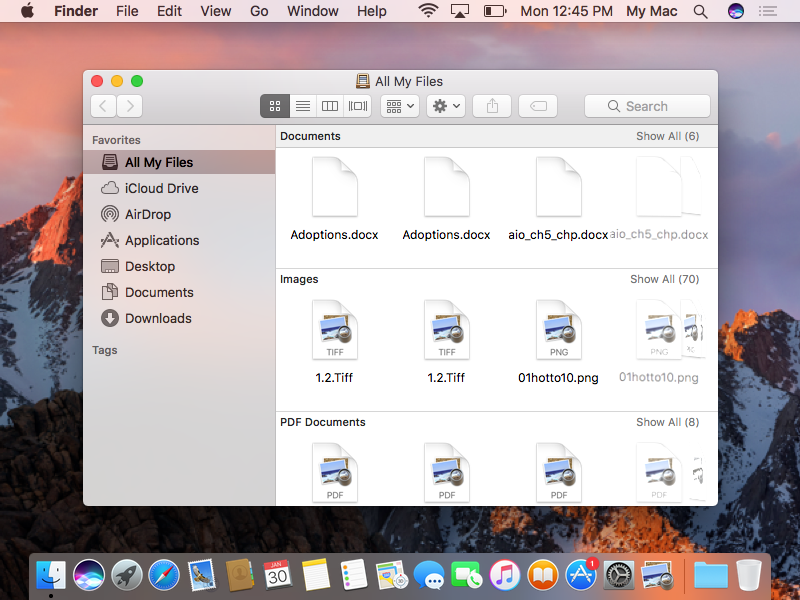 Finder File Edit View Go Window Help Mon 12:45 PM My Mac
All My Files
Search
Favorites
All My Files
iCloud Drive
AirDrop
Applications
Desktop
Documents
Downloads
Tags
Documents Show All (6)
Adoptions.docx Adoptions.docx aio_ch5_chp.docx aio_ch5_chp.docx
Images Show All (70)
TIFF TIFF PNG PNG
1.2.Tiff 1.2.Tiff 01hotto10.png 01hotto10.png
PDF Documents Show All (8)
PDF PDF PDF PDF
JAN
30
1